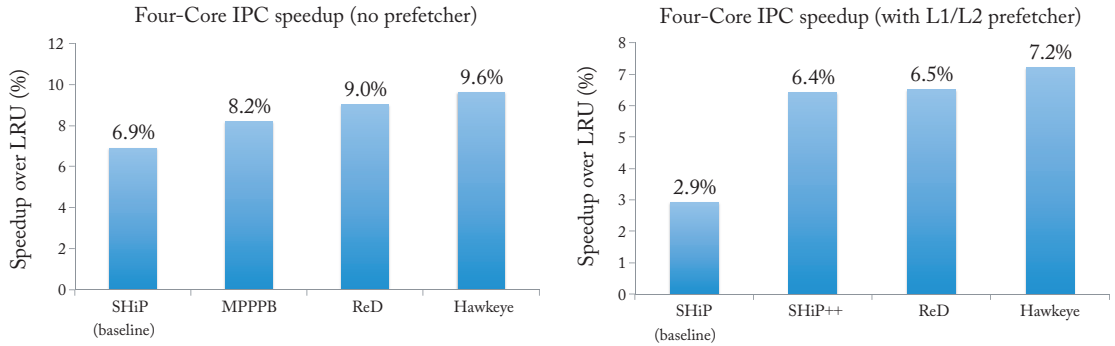 Four-Core IPC speedup (no prefetcher)
Speedup over LRU (%)
12
10
8
6
4
2
0
6.9%
8.2%
9.0%
9.6%
SHiP
(baseline)
MPPPB
ReD
Hawkeye
Four-Core IPC speedup (with L1/L2 prefetcher)
Speedup over LRU (%)
8
7
6
5
4
3
2
1
0
2.9%
6.4%
6.5%
7.2%
SHiP
(baseline)
SHiP++
ReD
Hawkeye